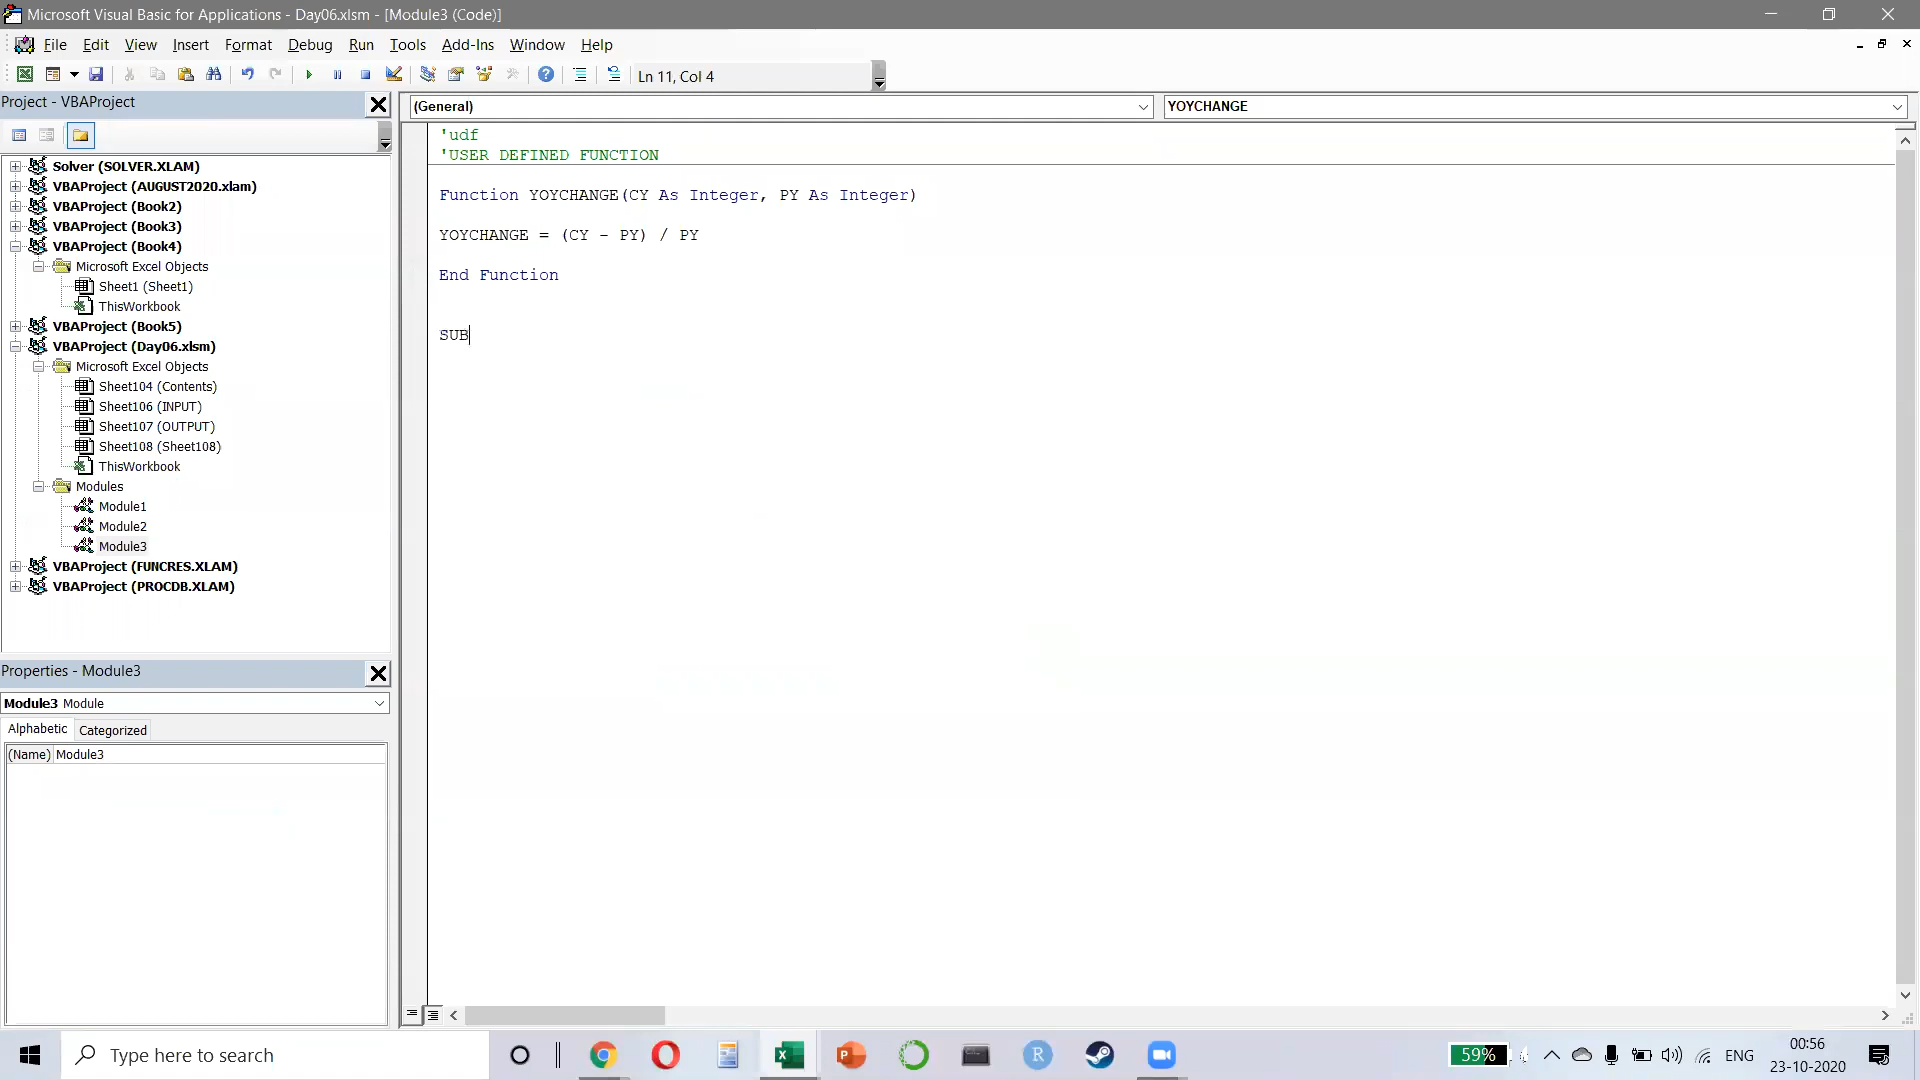 Microsoft Visual Basic for Applications - Day06.xlsm - [Module3 (Code)]
File Edit View Insert Format Debug Run Tools Add-Ins Window Help
Ln 11, Col 4
Project - VBAProject
(General)
YOYCHANGE
Solver (SOLVER.XLAM)
VBAProject (AUGUST2020.xlam)
VBAProject (Book2)
VBAProject (Book3)
VBAProject (Book4)
Microsoft Excel Objects
Sheet1 (Sheet1)
ThisWorkbook
VBAProject (Book5)
VBAProject (Day06.xlsm)
Microsoft Excel Objects
Sheet104 (Contents)
Sheet106 (INPUT)
Sheet107 (OUTPUT)
Sheet108 (Sheet108)
ThisWorkbook
Modules
Module1
Module2
Module3
VBAProject (FUNCRES.XLAM)
VBAProject (PROCDB.XLAM)
Properties - Module3
Module3 Module
Alphabetic Categorized
(Name) Module3
'udf
'USER DEFINED FUNCTION
Function YOYCHANGE(CY As Integer, PY As Integer)
YOYCHANGE = (CY - PY) / PY
End Function
SUB
Type here to search
59%
ENG
00:56
23-10-2020